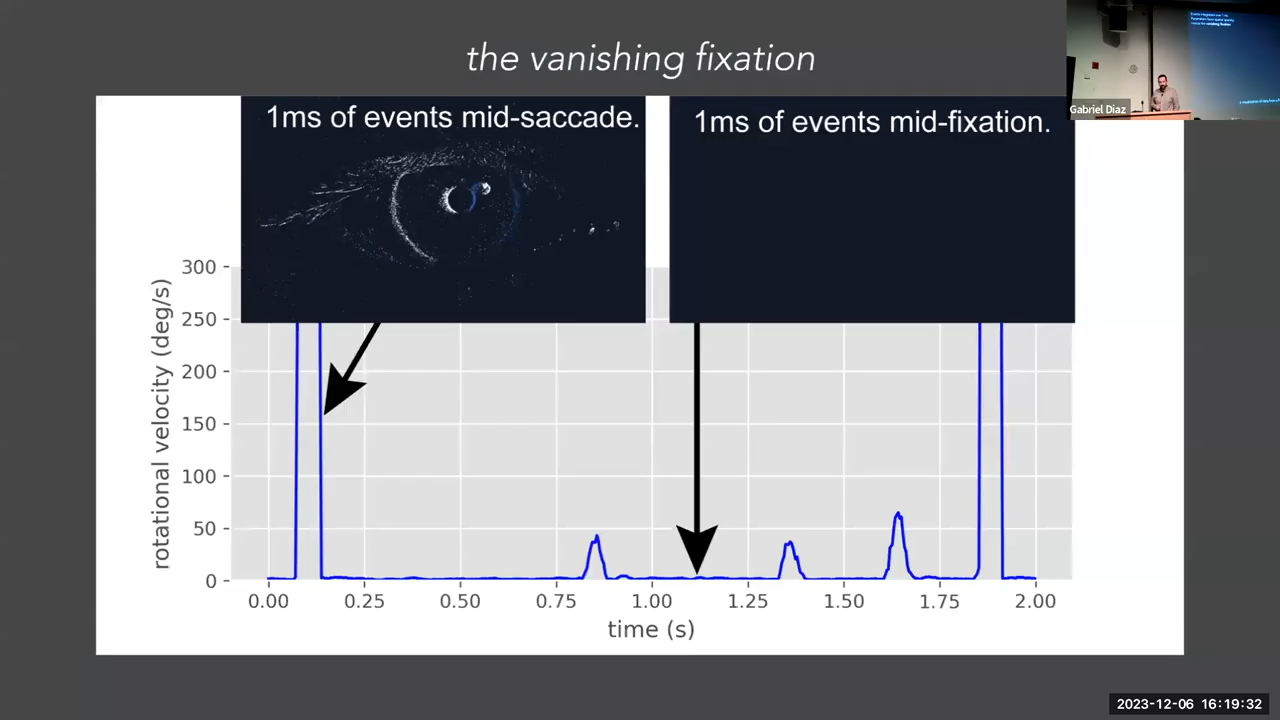 the vanishing fixation
Gabriel Diaz
1ms of events mid-saccade.
1ms of events mid-fixation.
rotational velocity (deg/s)
300
250
200
150
100
50
0
0.00 0.25 0.50 0.75 1.00 1.25 1.50 1.75 2.00
time (s)
2023-12-06 16:19:32